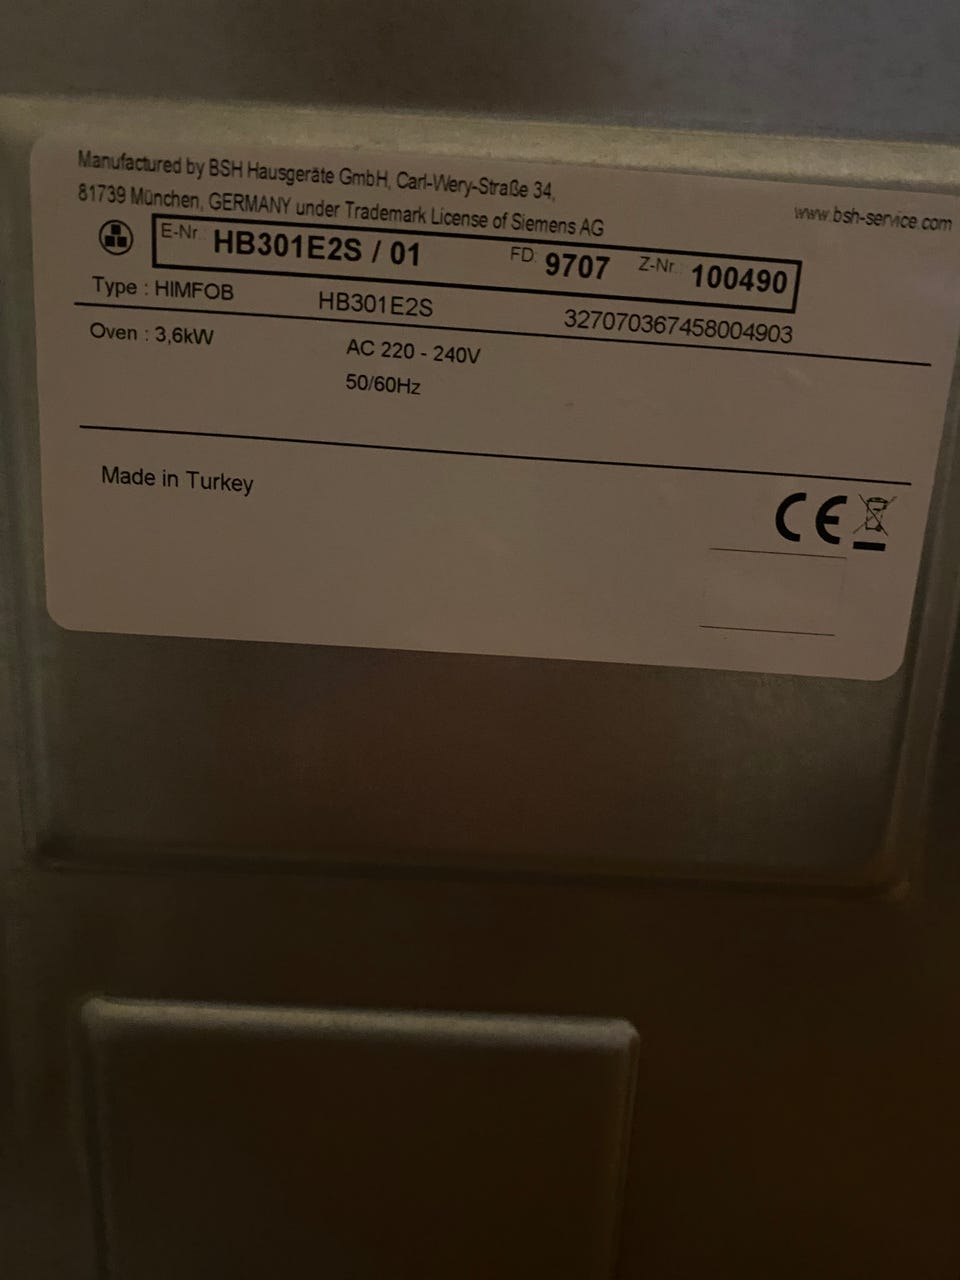 Manufactured by BSH Hausgeräte GmbH, Carl-Wery-Straße 34,
81739 München, GERMANY under Trademark License of Siemens AG
www.bsh-service.com
E-Nr.: HB301E2S / 01 FD: 9707 Z-Nr.: 100490
Type : HIMFOB HB301E2S 327070367458004903
Oven : 3,6kW AC 220 - 240V
50/60Hz
Made in Turkey
CE